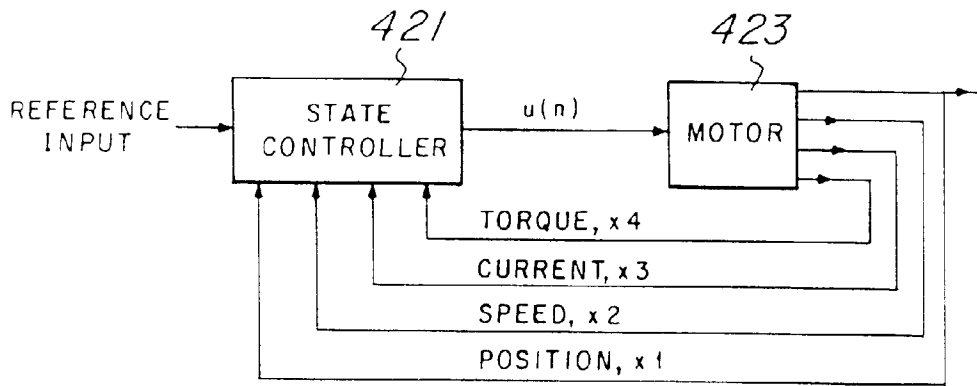 421
423
REFERENCE
INPUT
STATE
CONTROLLER
u(n)
MOTOR
TORQUE, x4
CURRENT, x3
SPEED, x2
POSITION, x1